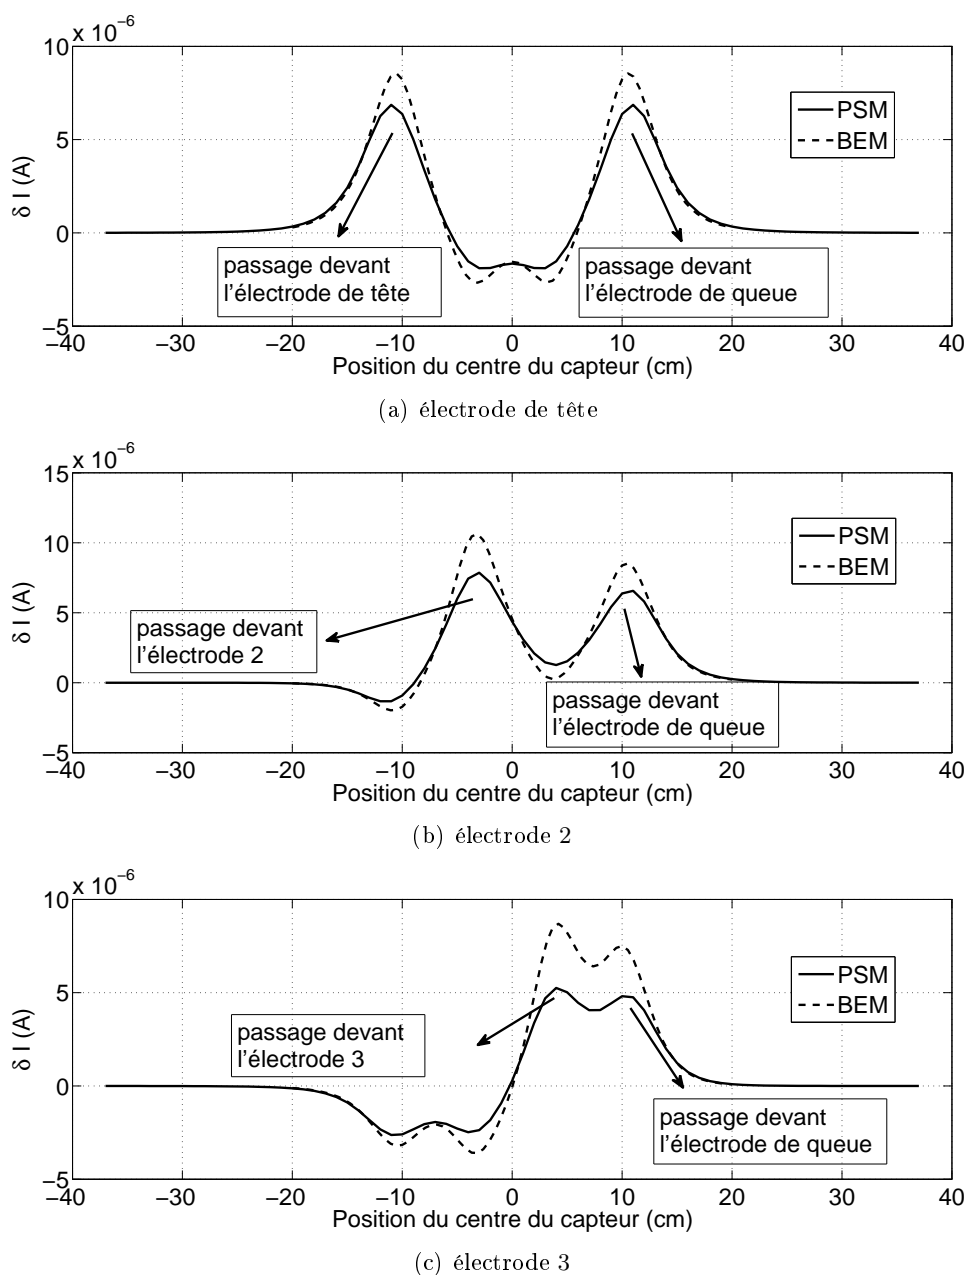 x 10−6
10
5
0
−5
δ I (A)
PSM
BEM
passage devant
l'électrode de tête
passage devant
l'électrode de queue
−40 −30 −20 −10 0 10 20 30 40
Position du centre du capteur (cm)
(a) électrode de tête
x 10−6
15
10
5
0
−5
δ I (A)
PSM
BEM
passage devant
l'électrode 2
passage devant
l'électrode de queue
−40 −30 −20 −10 0 10 20 30 40
Position du centre du capteur (cm)
(b) électrode 2
x 10−6
10
5
0
−5
δ I (A)
PSM
BEM
passage devant
l'électrode 3
passage devant
l'électrode de queue
−40 −30 −20 −10 0 10 20 30 40
Position du centre du capteur (cm)
(c) électrode 3